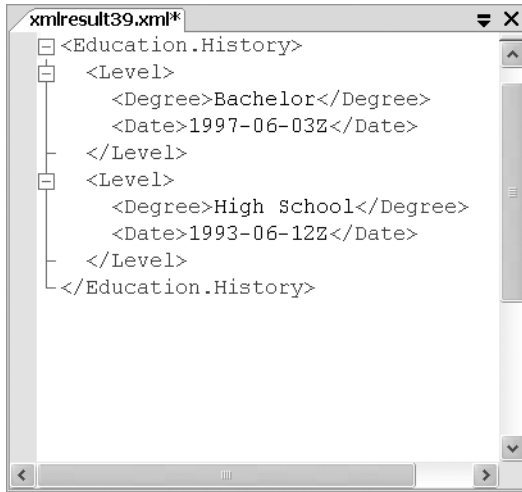 xmlresult39.xml*
<Education.History>
<Level>
<Degree>Bachelor</Degree>
<Date>1997-06-03Z</Date>
</Level>
<Level>
<Degree>High School</Degree>
<Date>1993-06-12Z</Date>
</Level>
</Education.History>